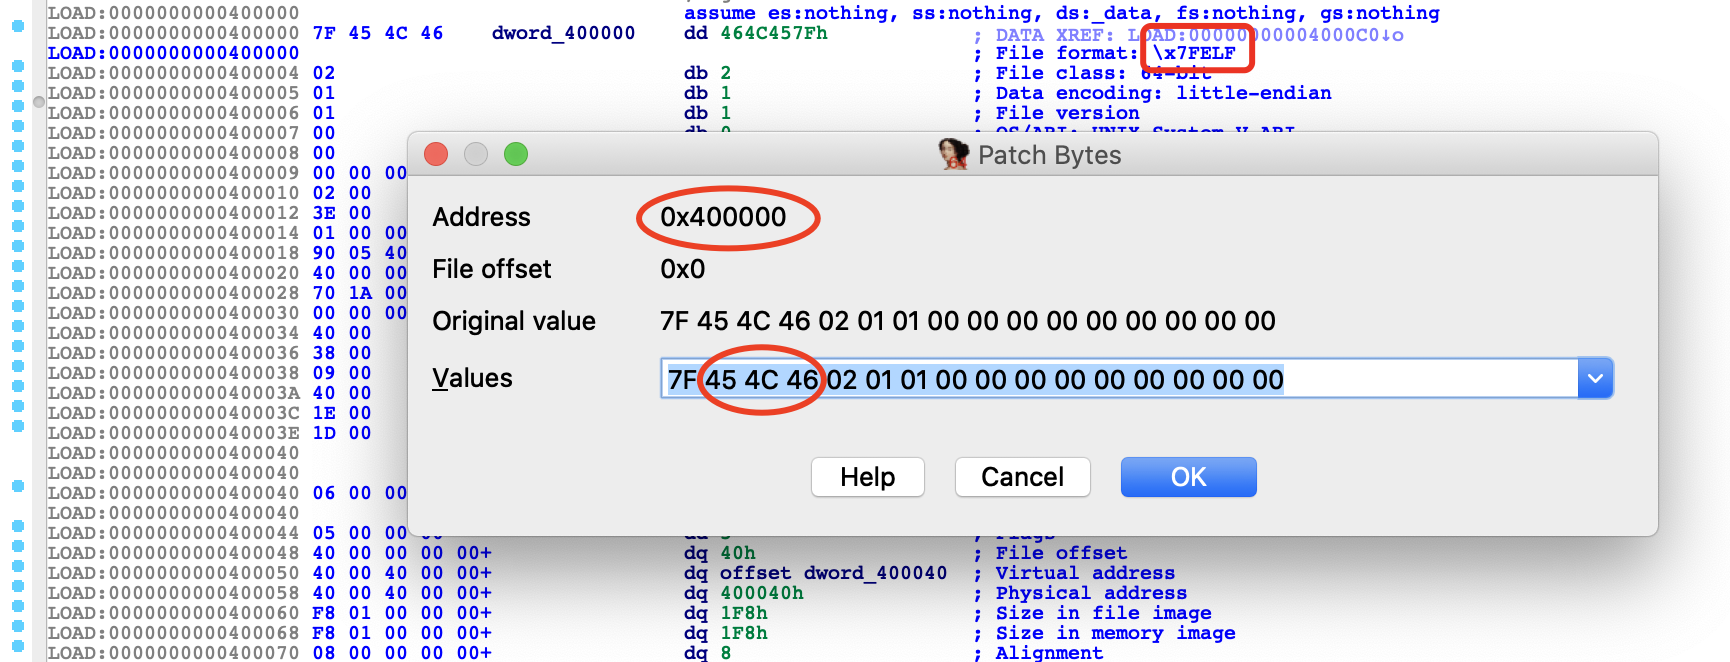 LOAD:0000000000400000 assume es:nothing, ss:nothing, ds:_data, fs:nothing, gs:nothing
LOAD:0000000000400000 7F 45 4C 46 dword_400000 dd 464C457Fh ; DATA XREF: LOAD:00000000004000C0↓o
LOAD:0000000000400000 ; File format: \x7FELF
LOAD:0000000000400004 02 db 2 ; File class: 64-bit
LOAD:0000000000400005 01 db 1 ; Data encoding: little-endian
LOAD:0000000000400006 01 db 1 ; File version
LOAD:0000000000400007 00 db 0 ; OS/ABI: UNIX System V ABI
LOAD:0000000000400008 00
LOAD:0000000000400009 00 00 00
LOAD:0000000000400010 02 00
LOAD:0000000000400012 3E 00
LOAD:0000000000400014 01 00 00
LOAD:0000000000400018 90 05 40
LOAD:0000000000400020 40 00 00
LOAD:0000000000400028 70 1A 00
LOAD:0000000000400030 00 00 00
LOAD:0000000000400034 40 00
LOAD:0000000000400036 38 00
LOAD:0000000000400038 09 00
LOAD:000000000040003A 40 00
LOAD:000000000040003C 1E 00
LOAD:000000000040003E 1D 00
LOAD:0000000000400040
LOAD:0000000000400040
LOAD:0000000000400040 06 00 00
LOAD:0000000000400040
LOAD:0000000000400044 05 00 00 00 dd 5 ; Flags
LOAD:0000000000400048 40 00 00 00 00+ dq 40h ; File offset
LOAD:0000000000400050 40 00 40 00 00+ dq offset dword_400040 ; Virtual address
LOAD:0000000000400058 40 00 40 00 00+ dq 400040h ; Physical address
LOAD:0000000000400060 F8 01 00 00 00+ dq 1F8h ; Size in file image
LOAD:0000000000400068 F8 01 00 00 00+ dq 1F8h ; Size in memory image
LOAD:0000000000400070 08 00 00 00 00+ dq 8 ; Alignment
Patch Bytes
Address 0x400000
File offset 0x0
Original value 7F 45 4C 46 02 01 01 00 00 00 00 00 00 00 00 00
Values 7F 45 4C 46 02 01 01 00 00 00 00 00 00 00 00 00
Help Cancel OK